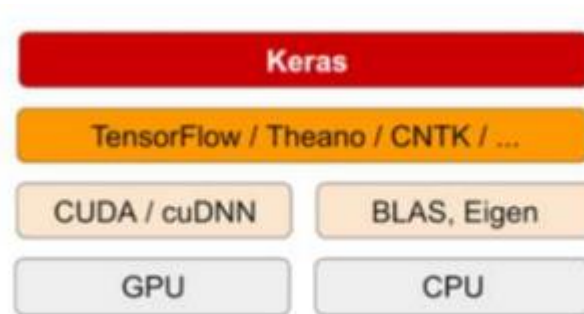 Keras
TensorFlow / Theano / CNTK / ...
CUDA / cuDNN
BLAS, Eigen
GPU
CPU